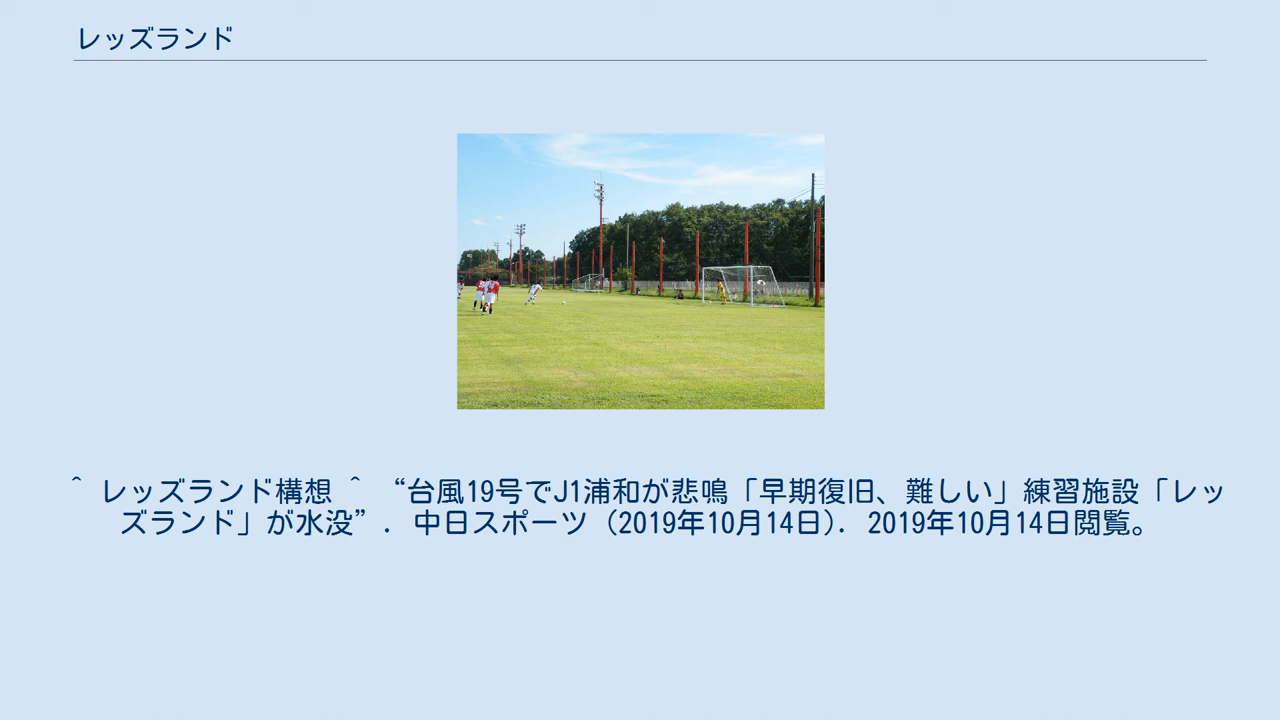 レッズランド
^ レッズランド構想 ^ “台風19号でJ1浦和が悲鳴「早期復旧、難しい」練習施設「レッ
ズランド」が水没”. 中日スポーツ (2019年10月14日). 2019年10月14日閲覧。